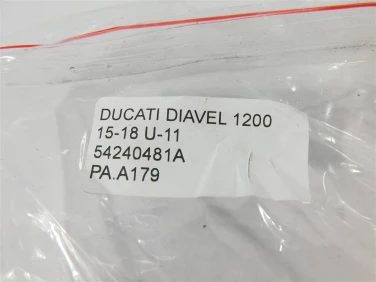 DUCATI DIAVEL 1200
15-18 U-11
54240481A
PA.A179